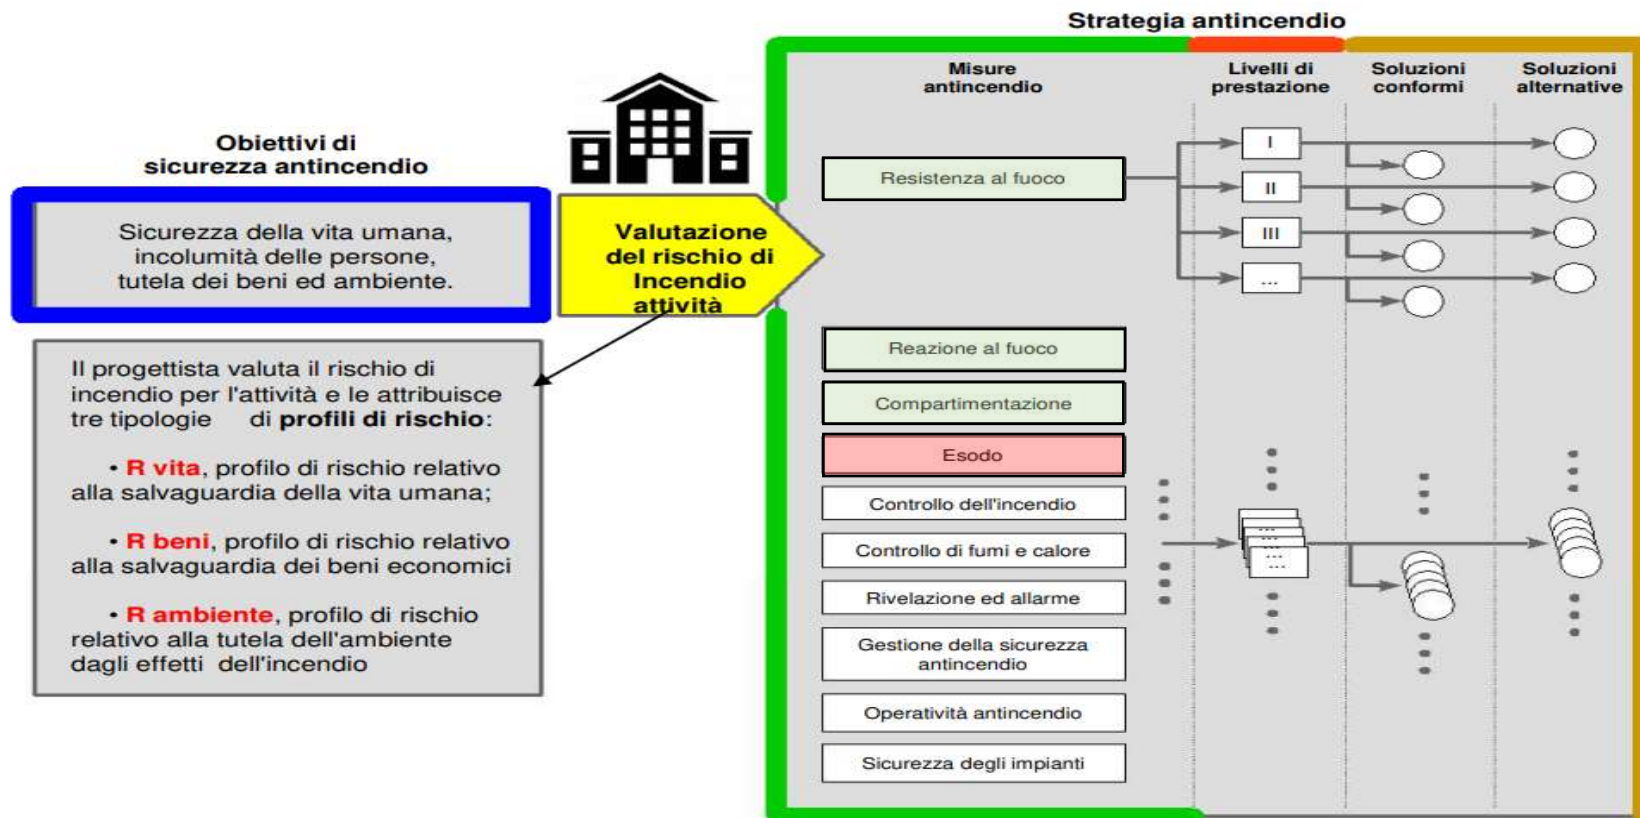 Strategia antincendio
Obiettivi di
sicurezza antincendio
Sicurezza della vita umana,
incolumità delle persone,
tutela dei beni ed ambiente.
Valutazione
del rischio di
Incendio
attività
Il progettista valuta il rischio di
incendio per l'attività e le attribuisce
tre tipologie di profili di rischio:
• R vita, profilo di rischio relativo
alla salvaguardia della vita umana;
• R beni, profilo di rischio relativo
alla salvaguardia dei beni economici
• R ambiente, profilo di rischio
relativo alla tutela dell'ambiente
dagli effetti dell'incendio
Misure
antincendio
Livelli di
prestazione
Soluzioni
conformi
Soluzioni
alternative
Resistenza al fuoco
I
II
III
...
Reazione al fuoco
Compartimentazione
Esodo
Controllo dell'incendio
Controllo di fumi e calore
Rivelazione ed allarme
Gestione della sicurezza
antincendio
Operatività antincendio
Sicurezza degli impianti
...
...
...
...
...